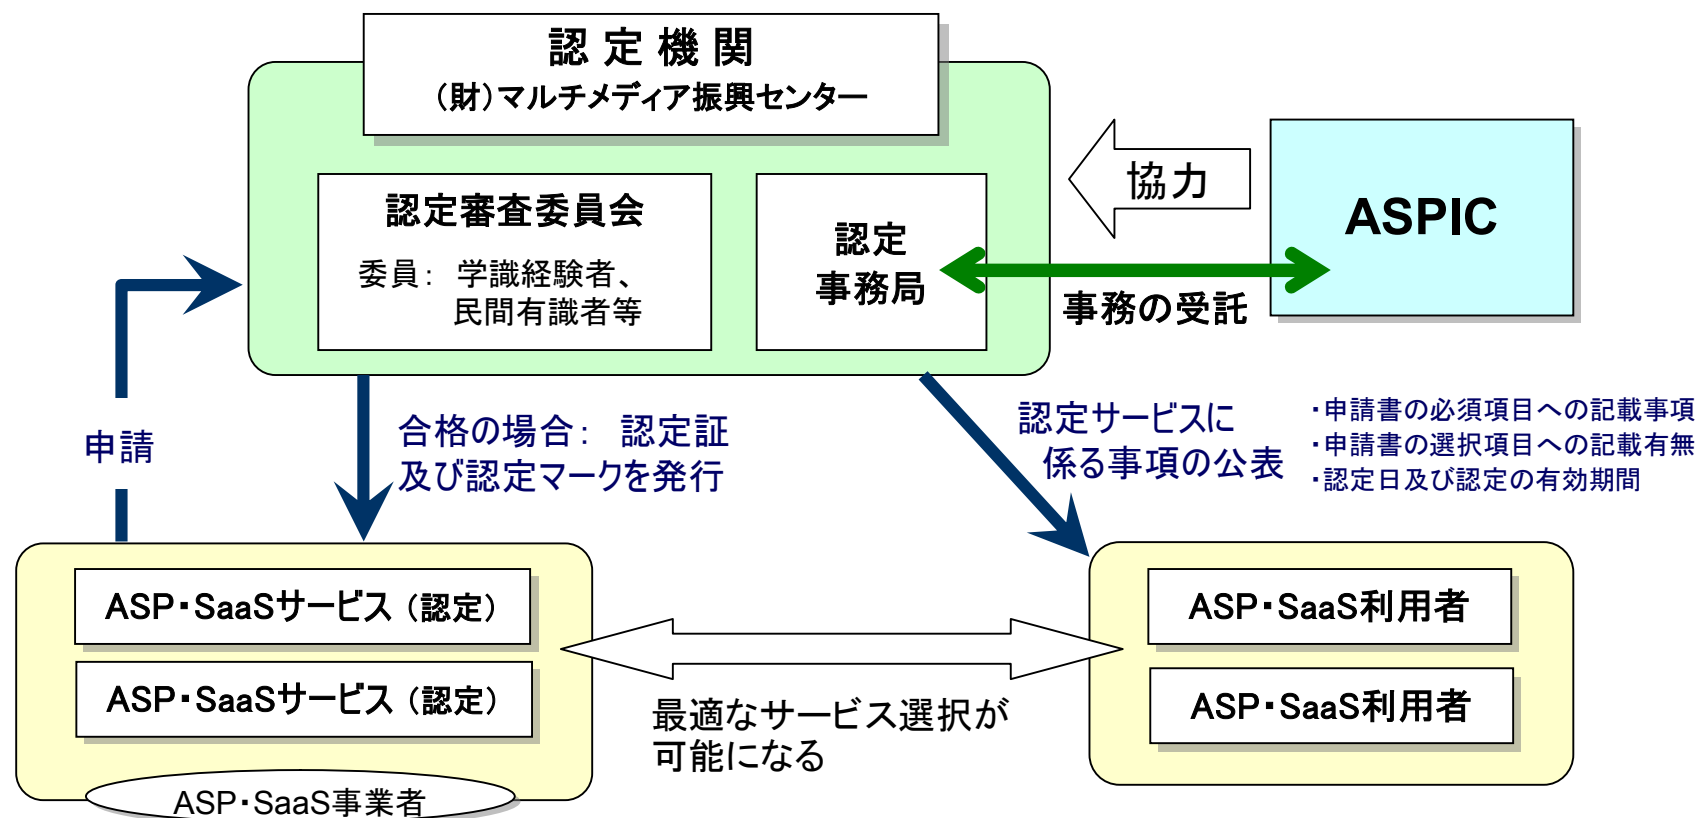 認 定 機 関
（財）マルチメディア振興センター
認定審査委員会
委員： 学識経験者、
民間有識者等
認定
事務局
協力
ASPIC
事務の受託
申請
合格の場合： 認定証
及び認定マークを発行
認定サービスに
係る事項の公表
・申請書の必須項目への記載事項
・申請書の選択項目への記載有無
・認定日及び認定の有効期間
ASP・SaaSサービス（認定）
ASP・SaaSサービス（認定）
ASP・SaaS事業者
最適なサービス選択が
可能になる
ASP・SaaS利用者
ASP・SaaS利用者